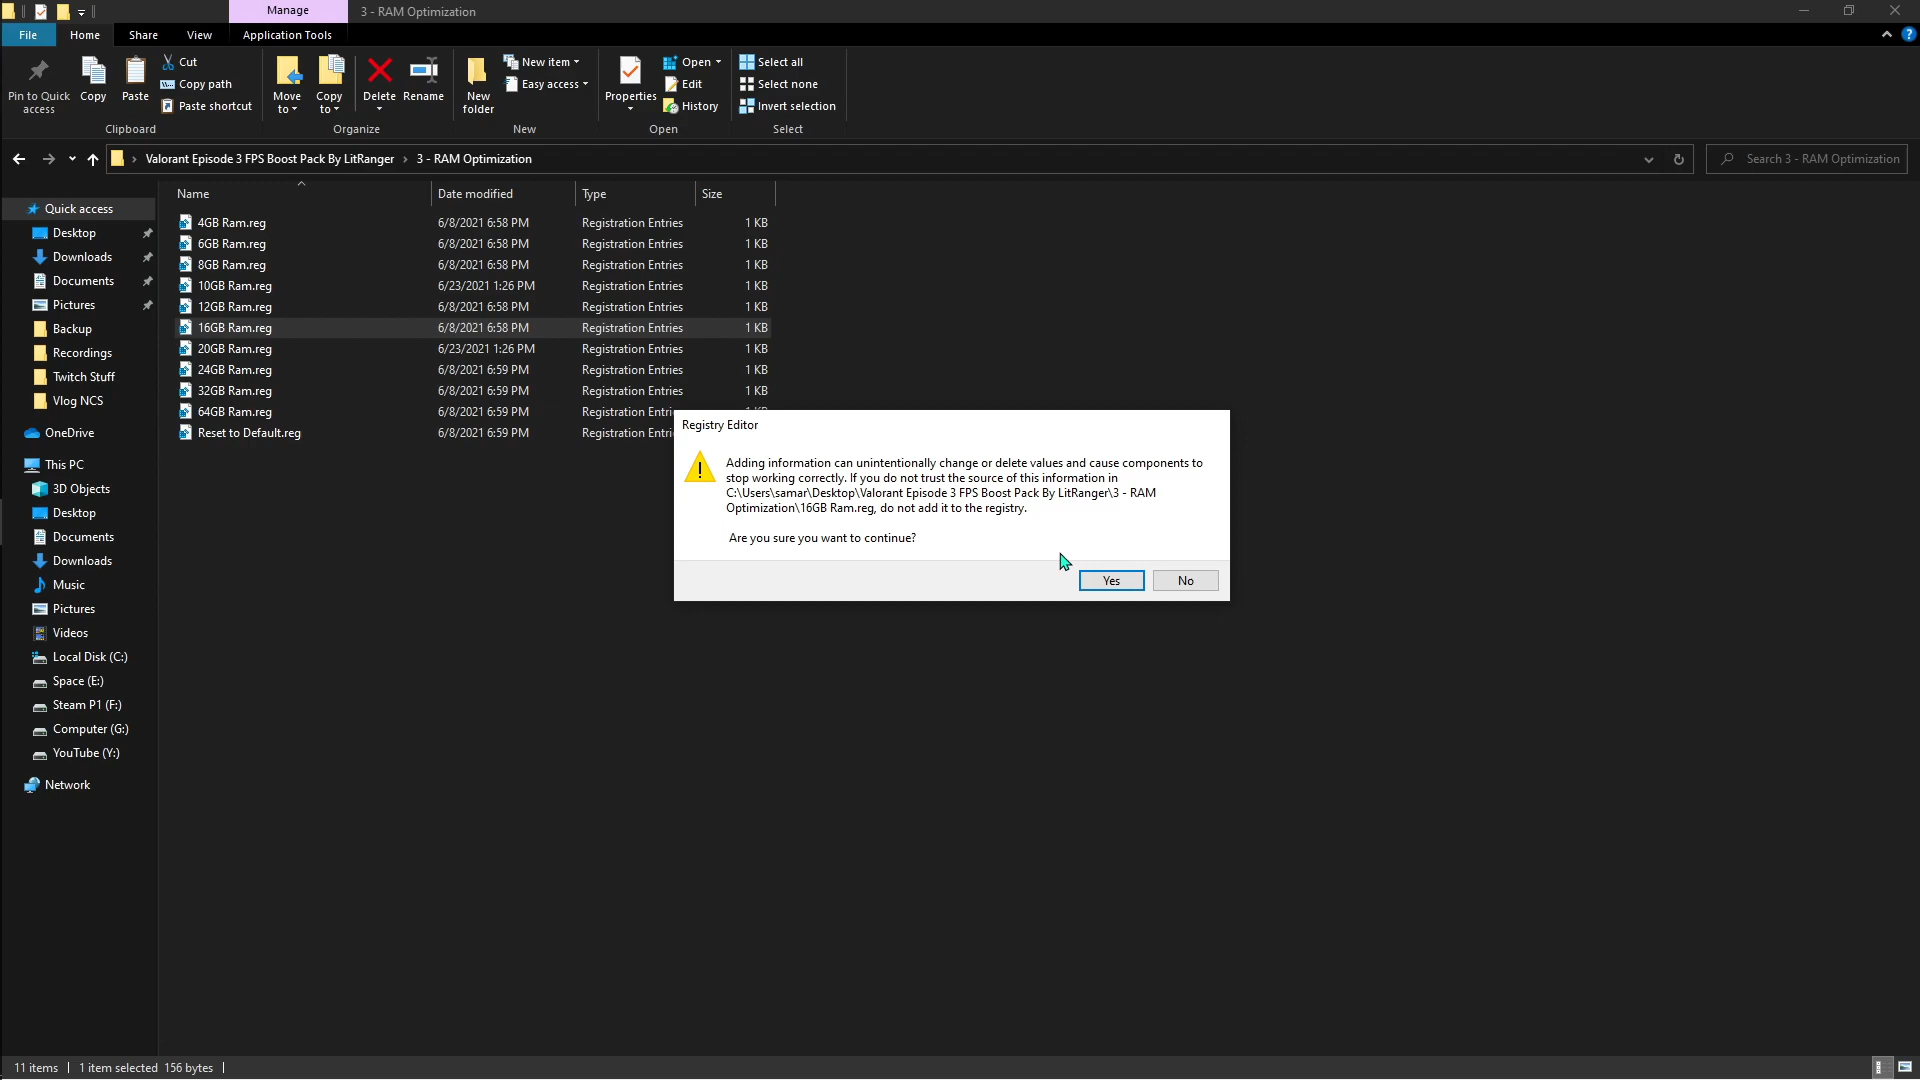 Manage
3 - RAM Optimization
File
Home
Share
View
Application Tools
Pin to Quick
access
Copy
Paste
Cut
Copy path
Paste shortcut
Clipboard
Move
to
Copy
to
Delete
Rename
Organize
New
folder
New item
Easy access
New
Properties
Open
Edit
History
Open
Select all
Select none
Invert selection
Select
Valorant Episode 3 FPS Boost Pack By LitRanger › 3 - RAM Optimization
Search 3 - RAM Optimization
Name Date modified Type Size
4GB Ram.reg 6/8/2021 6:58 PM Registration Entries 1 KB
6GB Ram.reg 6/8/2021 6:58 PM Registration Entries 1 KB
8GB Ram.reg 6/8/2021 6:58 PM Registration Entries 1 KB
10GB Ram.reg 6/23/2021 1:26 PM Registration Entries 1 KB
12GB Ram.reg 6/8/2021 6:58 PM Registration Entries 1 KB
16GB Ram.reg 6/8/2021 6:58 PM Registration Entries 1 KB
20GB Ram.reg 6/23/2021 1:26 PM Registration Entries 1 KB
24GB Ram.reg 6/8/2021 6:59 PM Registration Entries 1 KB
32GB Ram.reg 6/8/2021 6:59 PM Registration Entries 1 KB
64GB Ram.reg 6/8/2021 6:59 PM Registration
Reset to Default.reg 6/8/2021 6:59 PM Registration
Quick access
Desktop
Downloads
Documents
Pictures
Backup
Recordings
Twitch Stuff
Vlog NCS
OneDrive
This PC
3D Objects
Desktop
Documents
Downloads
Music
Pictures
Videos
Local Disk (C:)
Space (E:)
Steam P1 (F:)
Computer (G:)
YouTube (Y:)
Network
Registry Editor
Adding information can unintentionally change or delete values and cause components to
stop working correctly. If you do not trust the source of this information in
C:\Users\samar\Desktop\Valorant Episode 3 FPS Boost Pack By LitRanger\3 - RAM
Optimization\16GB Ram.reg, do not add it to the registry.
Are you sure you want to continue?
Yes
No
11 items
1 item selected 156 bytes